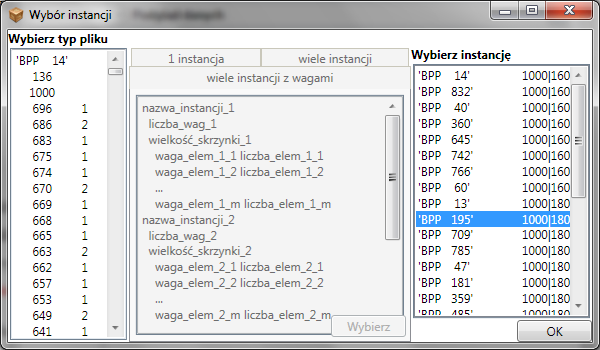 Wybór instancji
Wybierz typ pliku
'BPP 14'
136
1000
696 1
686 2
683 1
675 1
674 1
670 2
669 1
668 1
665 1
663 2
662 1
657 1
653 1
649 2
641 1
1 instancja
wiele instancji
wiele instancji z wagami
nazwa_instancji_1
liczba_wag_1
wielkość_skrzynki_1
waga_elem_1_1 liczba_elem_1_1
waga_elem_1_2 liczba_elem_1_2
...
waga_elem_1_m liczba_elem_1_m
nazwa_instancji_2
liczba_wag_2
wielkość_skrzynki_2
waga_elem_2_1 liczba_elem_2_1
waga_elem_2_2 liczba_elem_2_2
...
waga_elem_2_m liczba_elem_2_m
Wybierz
Wybierz instancję
'BPP 14' 1000|160
'BPP 832' 1000|160
'BPP 40' 1000|160
'BPP 360' 1000|160
'BPP 645' 1000|160
'BPP 742' 1000|160
'BPP 766' 1000|160
'BPP 60' 1000|160
'BPP 13' 1000|180
'BPP 195' 1000|180
'BPP 709' 1000|180
'BPP 785' 1000|180
'BPP 47' 1000|180
'BPP 181' 1000|180
'BPP 359' 1000|180
'BPP 485' 1000|180
OK